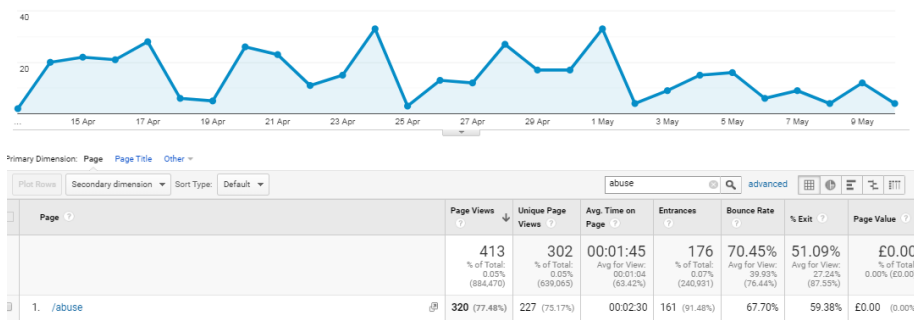 40
20
... 15 Apr 17 Apr 19 Apr 21 Apr 23 Apr 25 Apr 27 Apr 29 Apr 1 May 3 May 5 May 7 May 9 May
Primary Dimension: Page Page Title Other
Plot Rows Secondary dimension Sort Type: Default abuse advanced
Page ? Page Views ? Unique Page Views ? Avg. Time on Page ? Entrances ? Bounce Rate ? % Exit ? Page Value ?
413 302 00:01:45 176 70.45% 51.09% £0.00
% of Total: % of Total: Avg for View: % of Total: Avg for View: Avg for View: % of Total:
0.05% 0.05% 00:01:04 0.07% 39.93% 27.24% 0.00% (£0.00
(884,470) (639,065) (63.42%) (240,931) (76.44%) (87.55%)
1. /abuse 320 (77.48%) 227 (75.17%) 00:02:30 161 (91.48%) 67.70% 59.38% £0.00 (0.00%